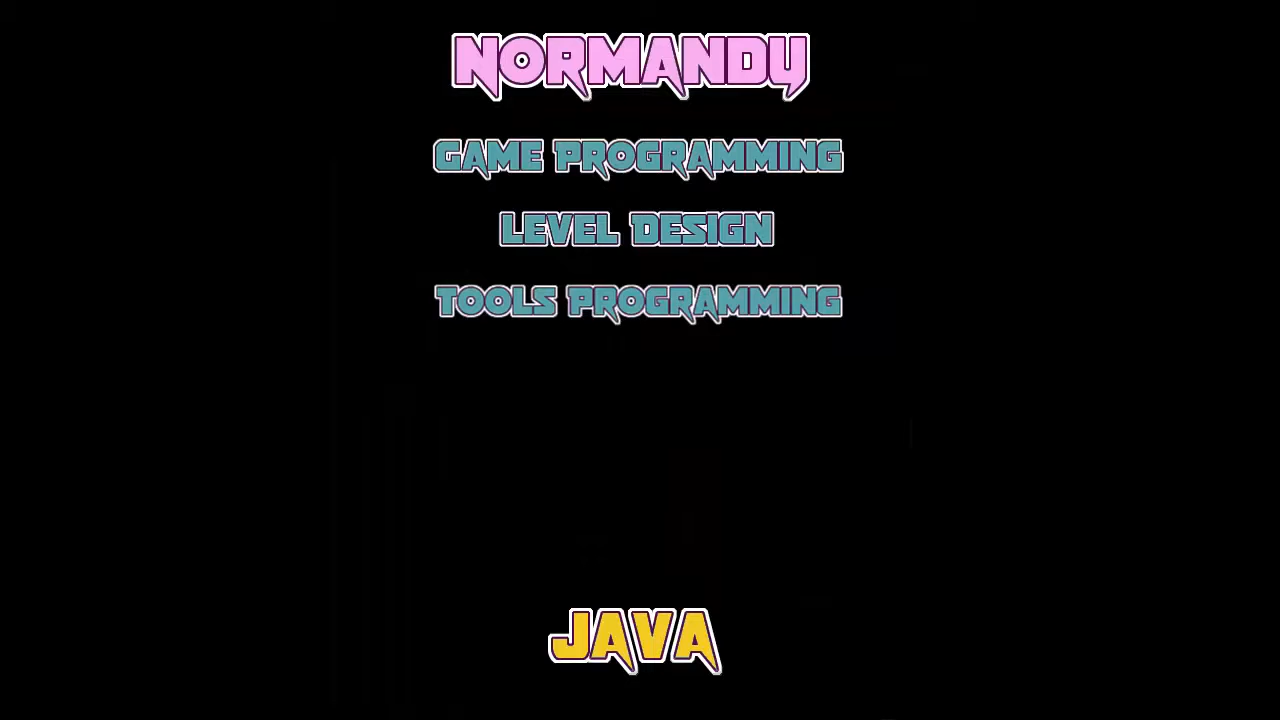 NORMANDY
GAME PROGRAMMING
LEVEL DESIGN
TOOLS PROGRAMMING
JAVA